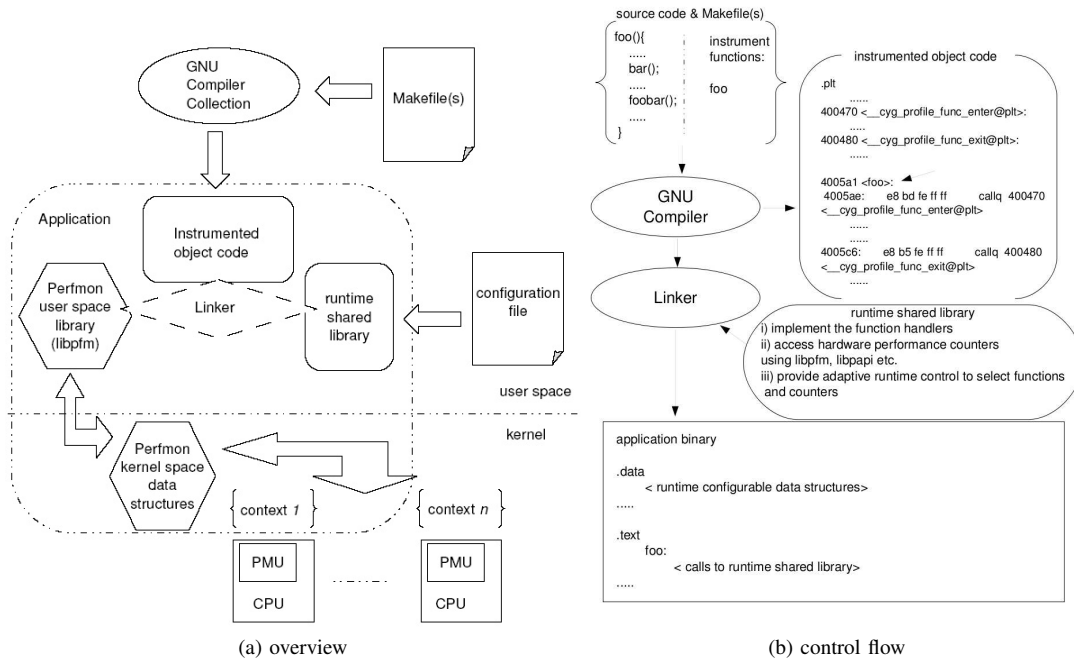 GNU
Compiler
Collection
Makefile(s)
Application
Instrumented
object code
Perfmon
user space
library
(libpfm)
Linker
runtime
shared
library
configuration
file
user space
kernel
Perfmon
kernel space
data
structures
context 1
context n
PMU
CPU
......
PMU
CPU
(a) overview
source code & Makefile(s)
foo(){
.....
bar();
.....
foobar();
.....
}
instrument
functions:
foo
GNU
Compiler
Linker
instrumented object code
.plt
......
400470 <__cyg_profile_func_enter@plt>:
.....
400480 <__cyg_profile_func_exit@plt>:
......
4005a1 <foo>:
4005ae: e8 bd fe ff ff callq 400470
<__cyg_profile_func_enter@plt>
......
......
4005c6: e8 b5 fe ff ff callq 400480
<__cyg_profile_func_exit@plt>
......
runtime shared library
i) implement the function handlers
ii) access hardware performance counters
using libpfm, libpapi etc.
iii) provide adaptive runtime control to select functions
and counters
application binary
.data
< runtime configurable data structures>
.....
.text
foo:
< calls to runtime shared library>
.....
(b) control flow